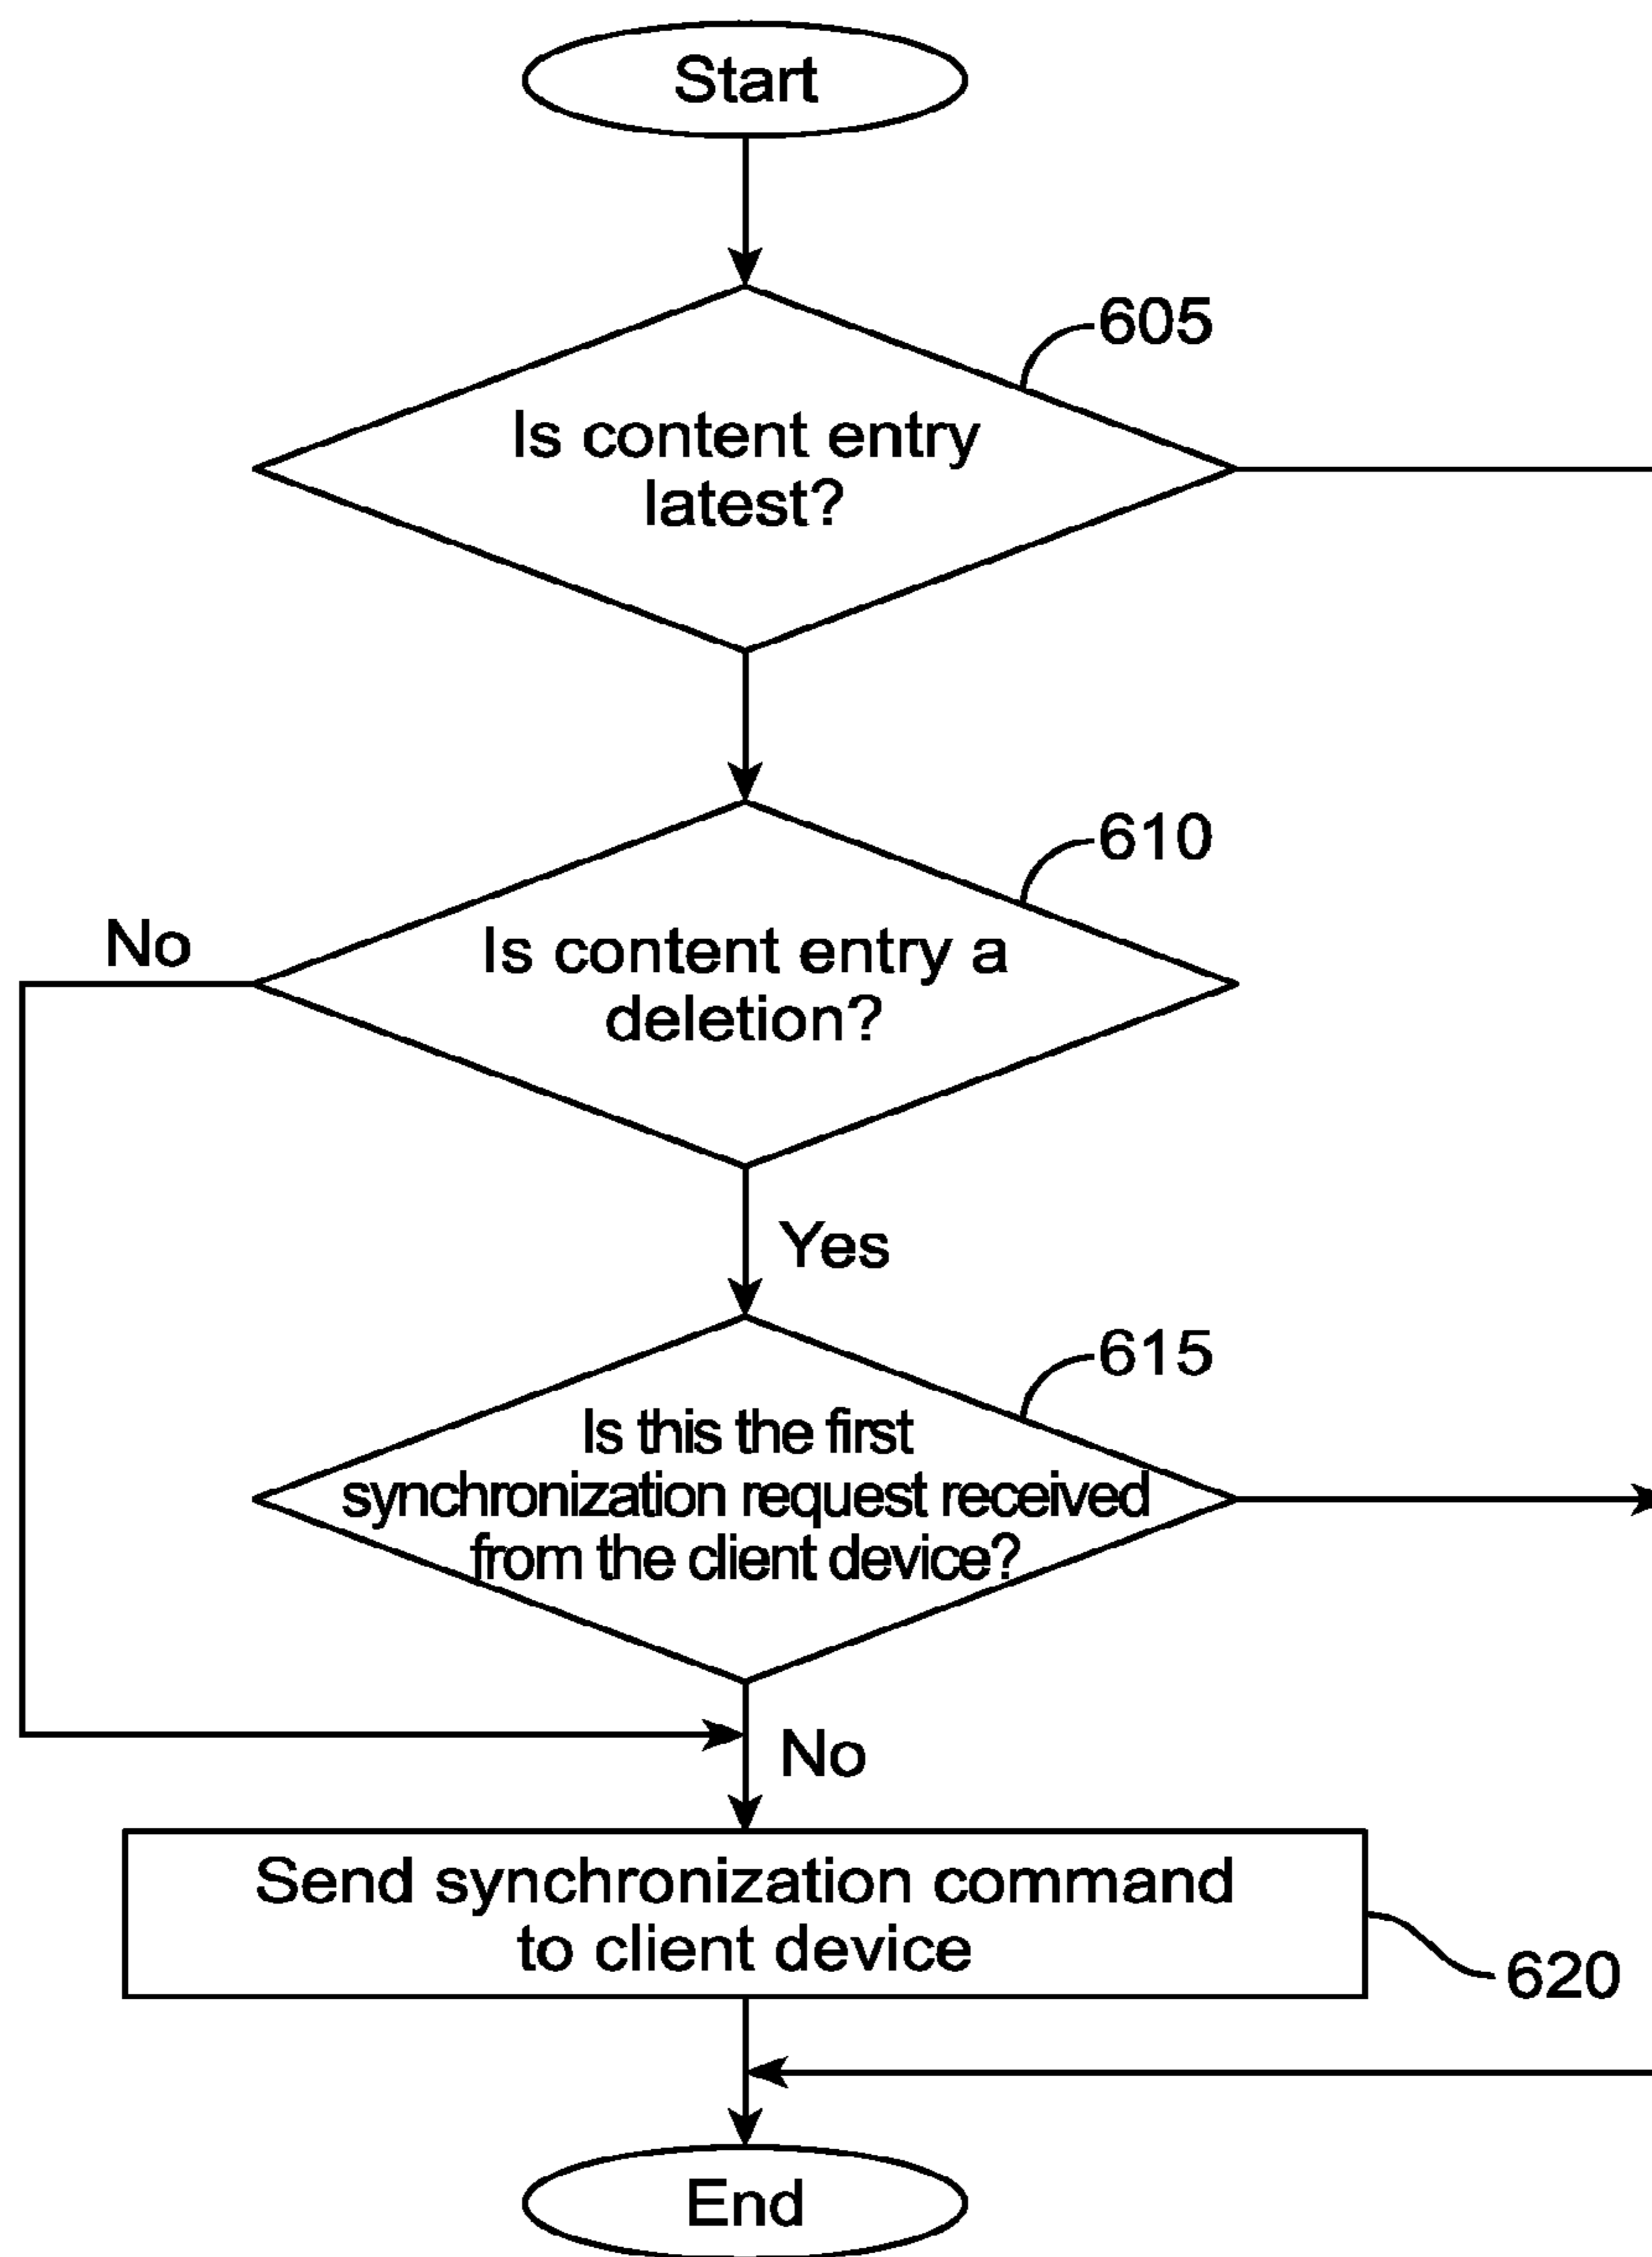 Start
605
Is content entry
latest?
610
No
Is content entry a
deletion?
Yes
615
Is this the first
synchronization request received
from the client device?
No
Send synchronization command
to client device
620
End